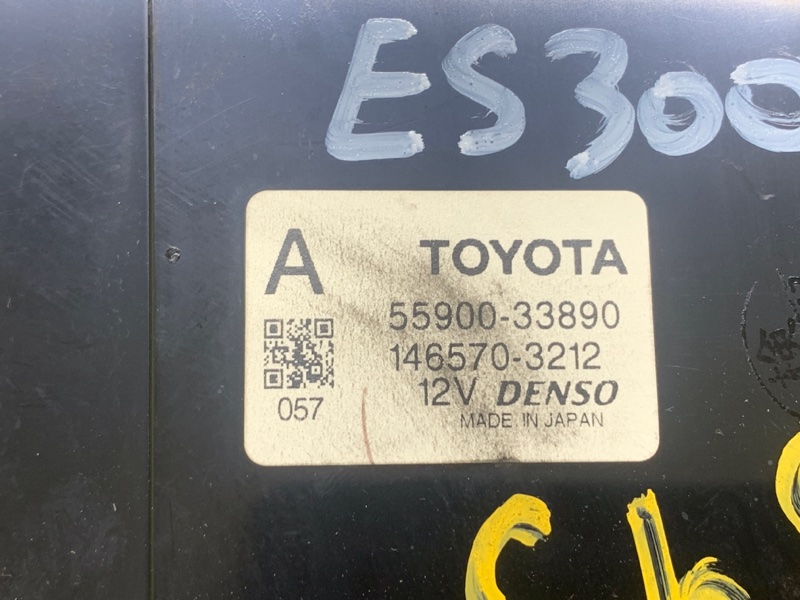 ES300
A
TOYOTA
55900-33890
146570-3212
12V DENSO
MADE IN JAPAN
057